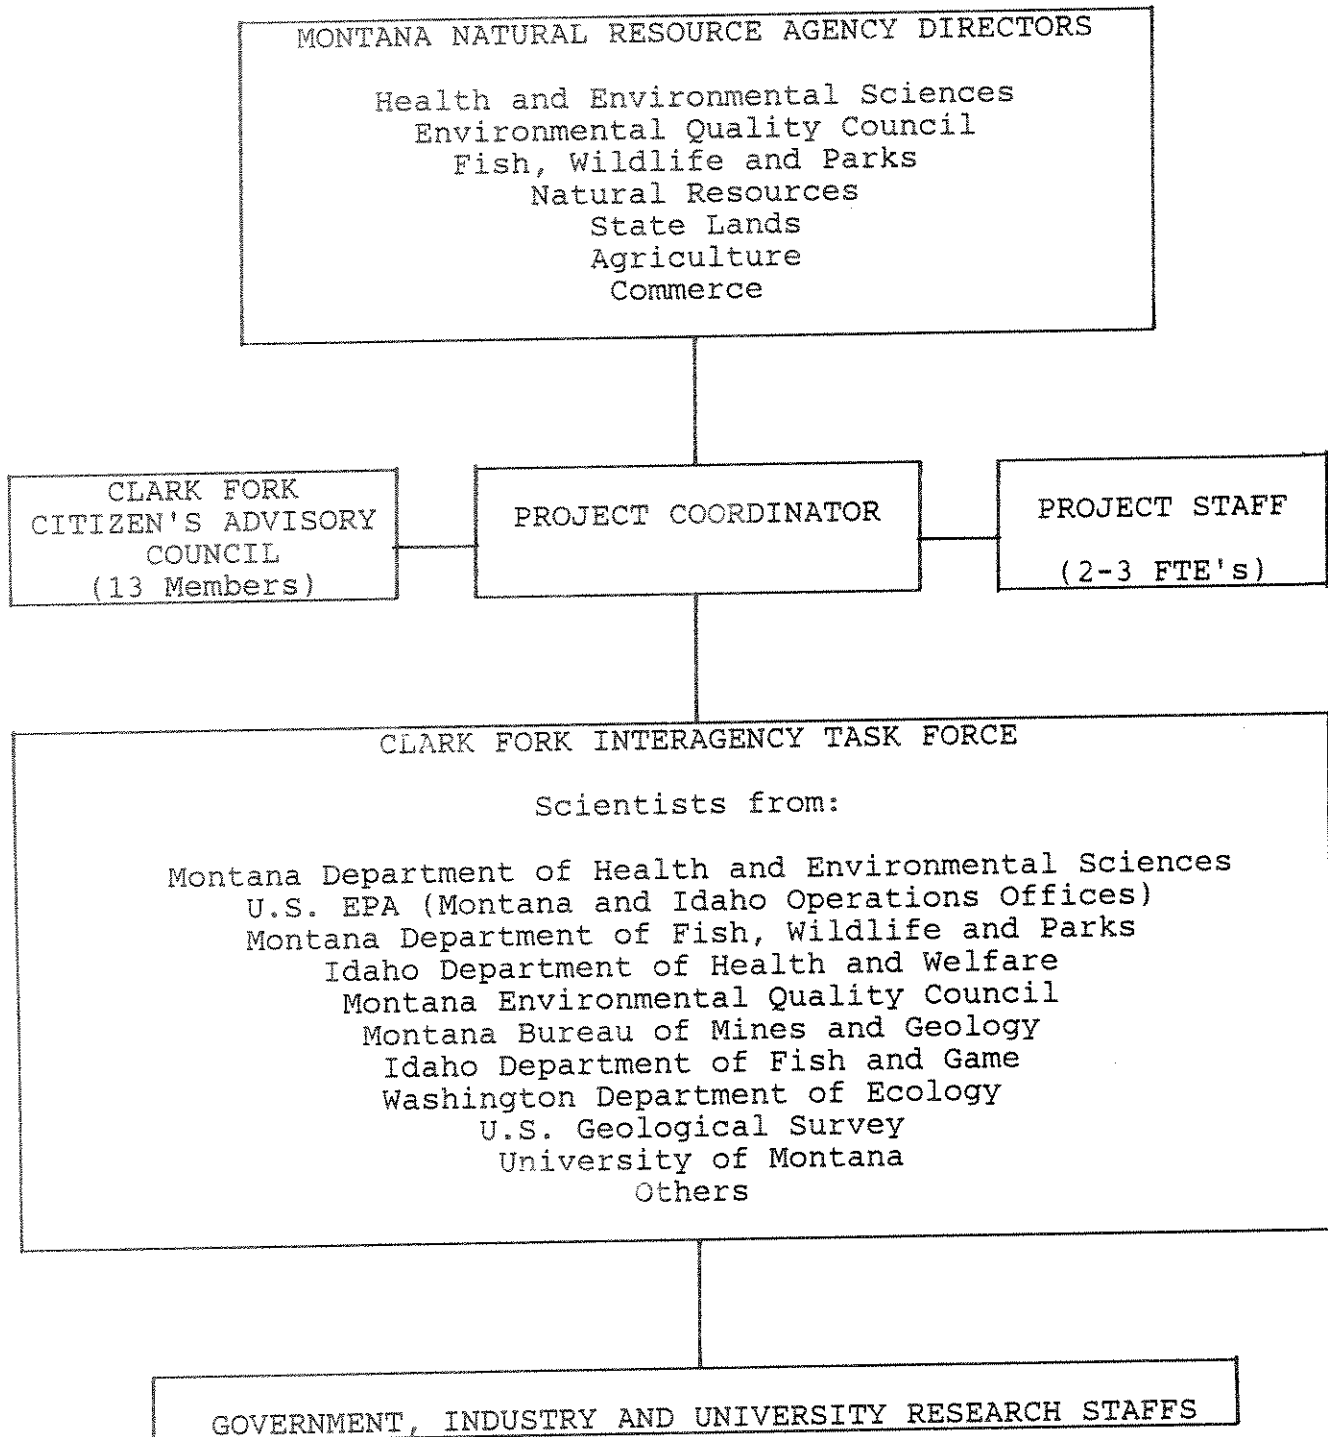 MONTANA NATURAL RESOURCE AGENCY DIRECTORS
Health and Environmental Sciences
Environmental Quality Council
Fish, Wildlife and Parks
Natural Resources
State Lands
Agriculture
Commerce
CLARK FORK
CITIZEN'S ADVISORY
COUNCIL
(13 Members)
PROJECT COORDINATOR
PROJECT STAFF
(2-3 FTE's)
CLARK FORK INTERAGENCY TASK FORCE
Scientists from:
Montana Department of Health and Environmental Sciences
U.S. EPA (Montana and Idaho Operations Offices)
Montana Department of Fish, Wildlife and Parks
Idaho Department of Health and Welfare
Montana Environmental Quality Council
Montana Bureau of Mines and Geology
Idaho Department of Fish and Game
Washington Department of Ecology
U.S. Geological Survey
University of Montana
Others
GOVERNMENT, INDUSTRY AND UNIVERSITY RESEARCH STAFFS